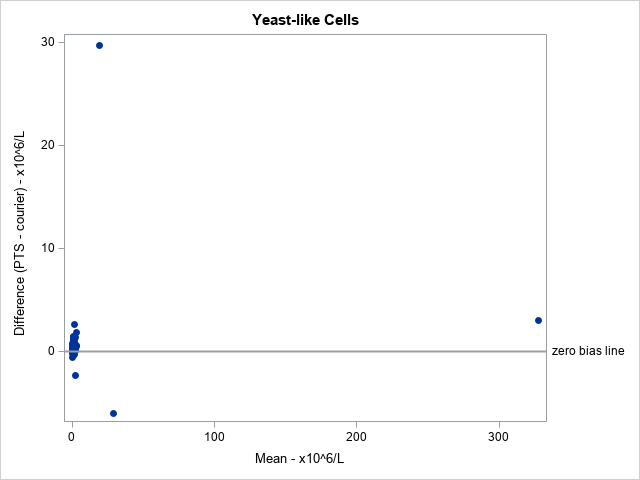 Yeast-like Cells
Difference (PTS - courier) - x10^6/L
30
20
10
0
zero bias line
0
100
200
300
Mean - x10^6/L